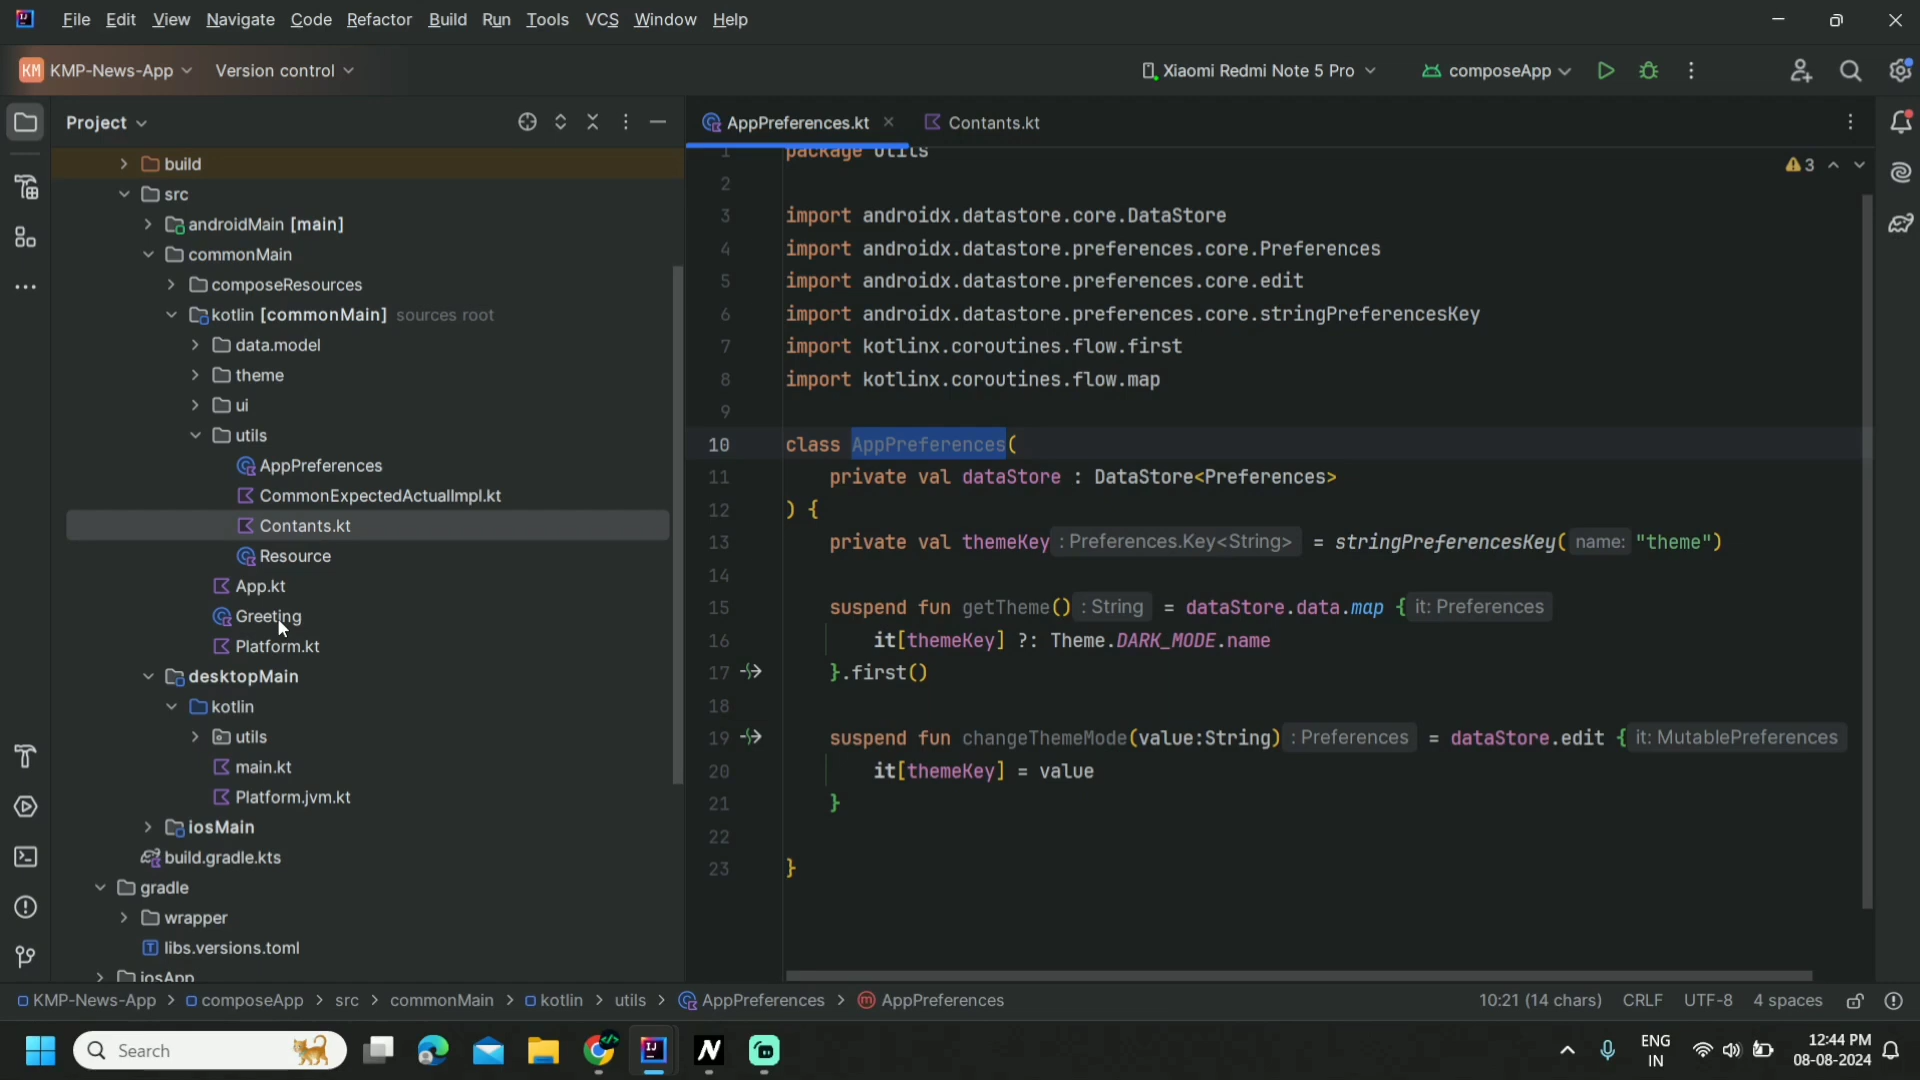 File Edit View Navigate Code Refactor Build Run Tools VCS Window Help
KM KMP-News-App Version control Xiaomi Redmi Note 5 Pro composeApp
Project
AppPreferences.kt Contants.kt
build
src
androidMain [main]
commonMain
composeResources
kotlin [commonMain] sources root
data.model
theme
ui
utils
AppPreferences
CommonExpectedActualImpl.kt
Contants.kt
Resource
App.kt
Greeting
Platform.kt
desktopMain
kotlin
utils
main.kt
Platform.jvm.kt
iosMain
build.gradle.kts
gradle
wrapper
libs.versions.toml
iosApp
3
1 package utils
2
3 import androidx.datastore.core.DataStore
4 import androidx.datastore.preferences.core.Preferences
5 import androidx.datastore.preferences.core.edit
6 import androidx.datastore.preferences.core.stringPreferencesKey
7 import kotlinx.coroutines.flow.first
8 import kotlinx.coroutines.flow.map
9
10 class AppPreferences(
11 private val dataStore : DataStore<Preferences>
12 ) {
13 private val themeKey : Preferences.Key<String> = stringPreferencesKey( name: "theme")
14
15 suspend fun getTheme() : String = dataStore.data.map { it: Preferences
16 it[themeKey] ?: Theme.DARK_MODE.name
17 }.first()
18
19 suspend fun changeThemeMode(value:String) : Preferences = dataStore.edit { it: MutablePreferences
20 it[themeKey] = value
21 }
22
23 }
KMP-News-App > composeApp > src > commonMain > kotlin > utils > AppPreferences > AppPreferences 10:21 (14 chars) CRLF UTF-8 4 spaces
Search
ENG
IN
12:44 PM
08-08-2024